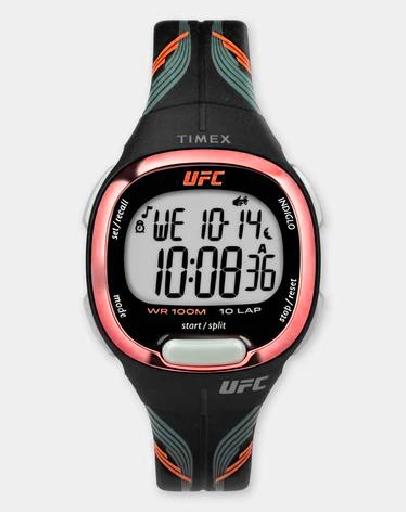 TIMEX
UFC
set/recall
INDIGLO
WE 10-14
10:08 36
A
mode
stop/reset
WR 100M 10 LAP
start/split
UFC